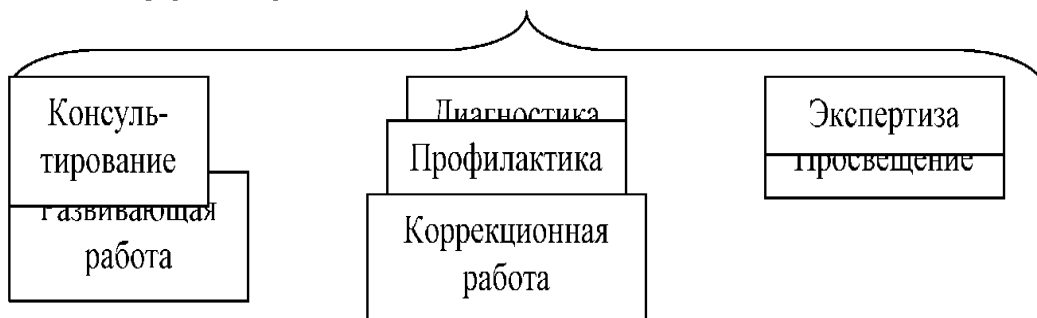 Консуль-
тирование
Развивающая
работа
Диагностика
Профилактика
Коррекционная
работа
Экспертиза
Просвещение